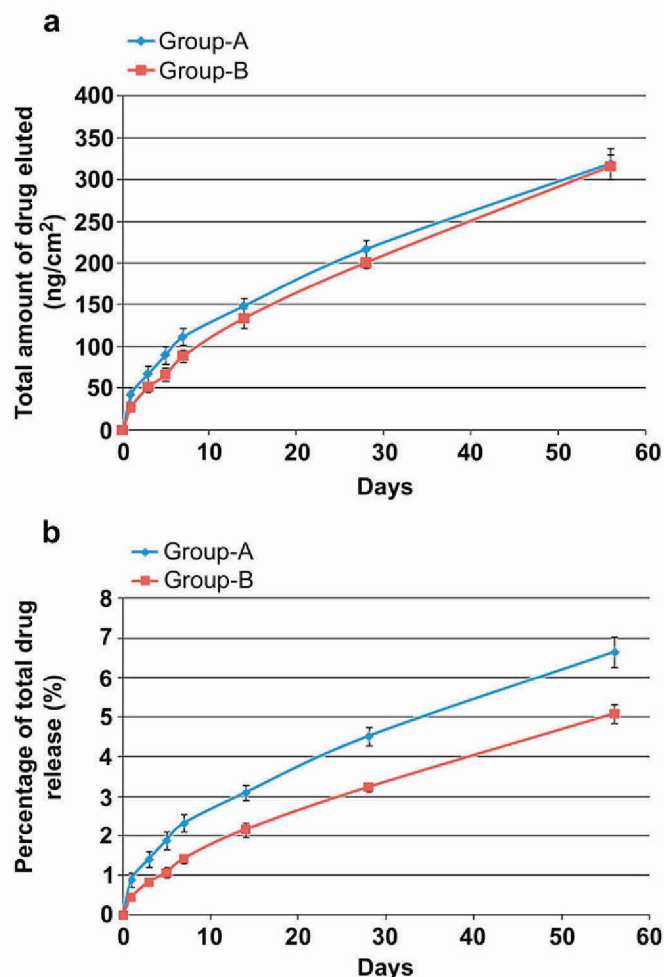 a
Group-A
Group-B
Total amount of drug eluted
(ng/cm²)
400
350
300
250
200
150
100
50
0
0 10 20 30 40 50 60
Days
b
Group-A
Group-B
Percentage of total drug
release (%)
8
7
6
5
4
3
2
1
0
0 10 20 30 40 50 60
Days